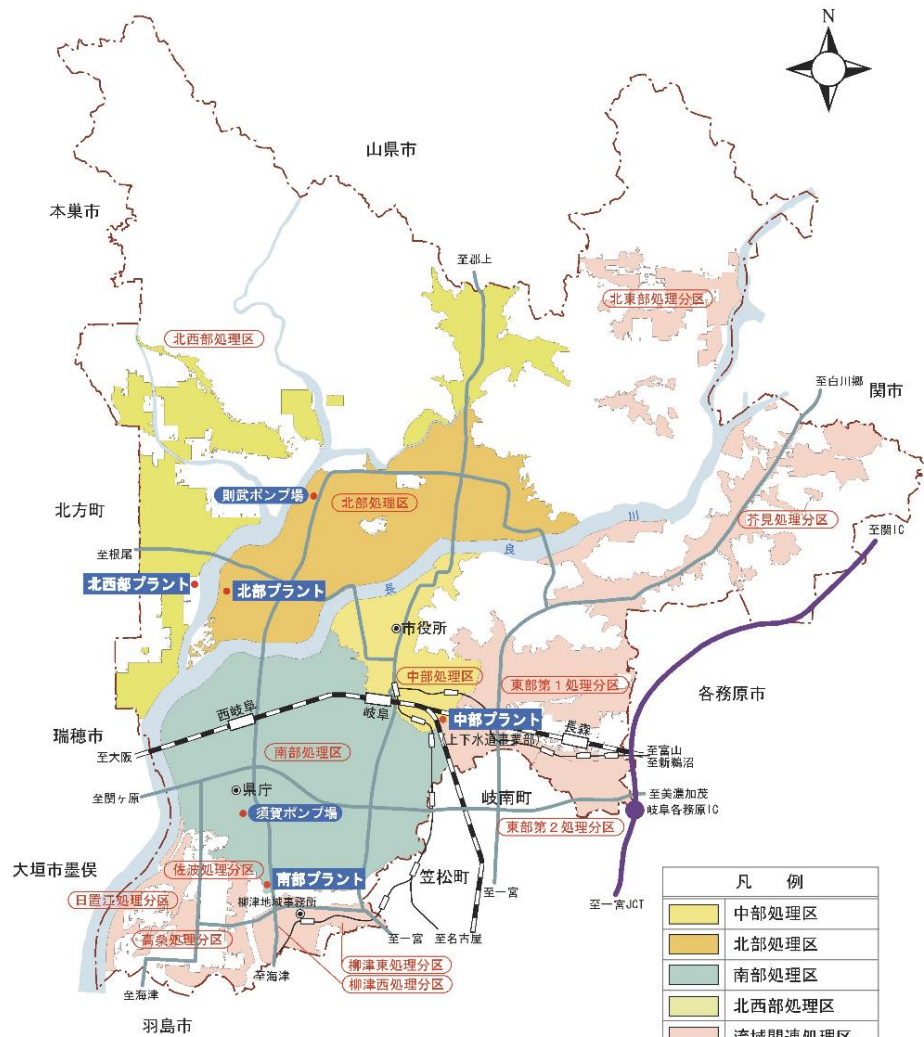 N
山県市
本巣市
至郡上
北東部処理分区
北西部処理区
至白川郷
関市
則武ポンプ場
北部処理区
北方町
芥見処理分区
川
良
長
至関IC
至根尾
北西部プラント
北部プラント
市役所
中部処理区
東部第1処理分区
各務原市
西岐阜
岐阜
中部プラント
長森
瑞穂市
上下水道事業部
至大阪
至富山
至新鵜沼
南部処理区
県庁
岐南町
至美濃加茂
至関ヶ原
岐阜各務原IC
須賀ポンプ場
東部第2処理分区
大垣市墨俣
佐波処理分区
笠松町
南部プラント
日置江処理分区
柳津地域事務所
至一宮
至一宮JCT
高桑処理分区
至一宮
至名古屋
柳津東処理分区
至海津
至海津
柳津西処理分区
羽島市
凡 例
中部処理区
北部処理区
南部処理区
北西部処理区
流域関連処理区